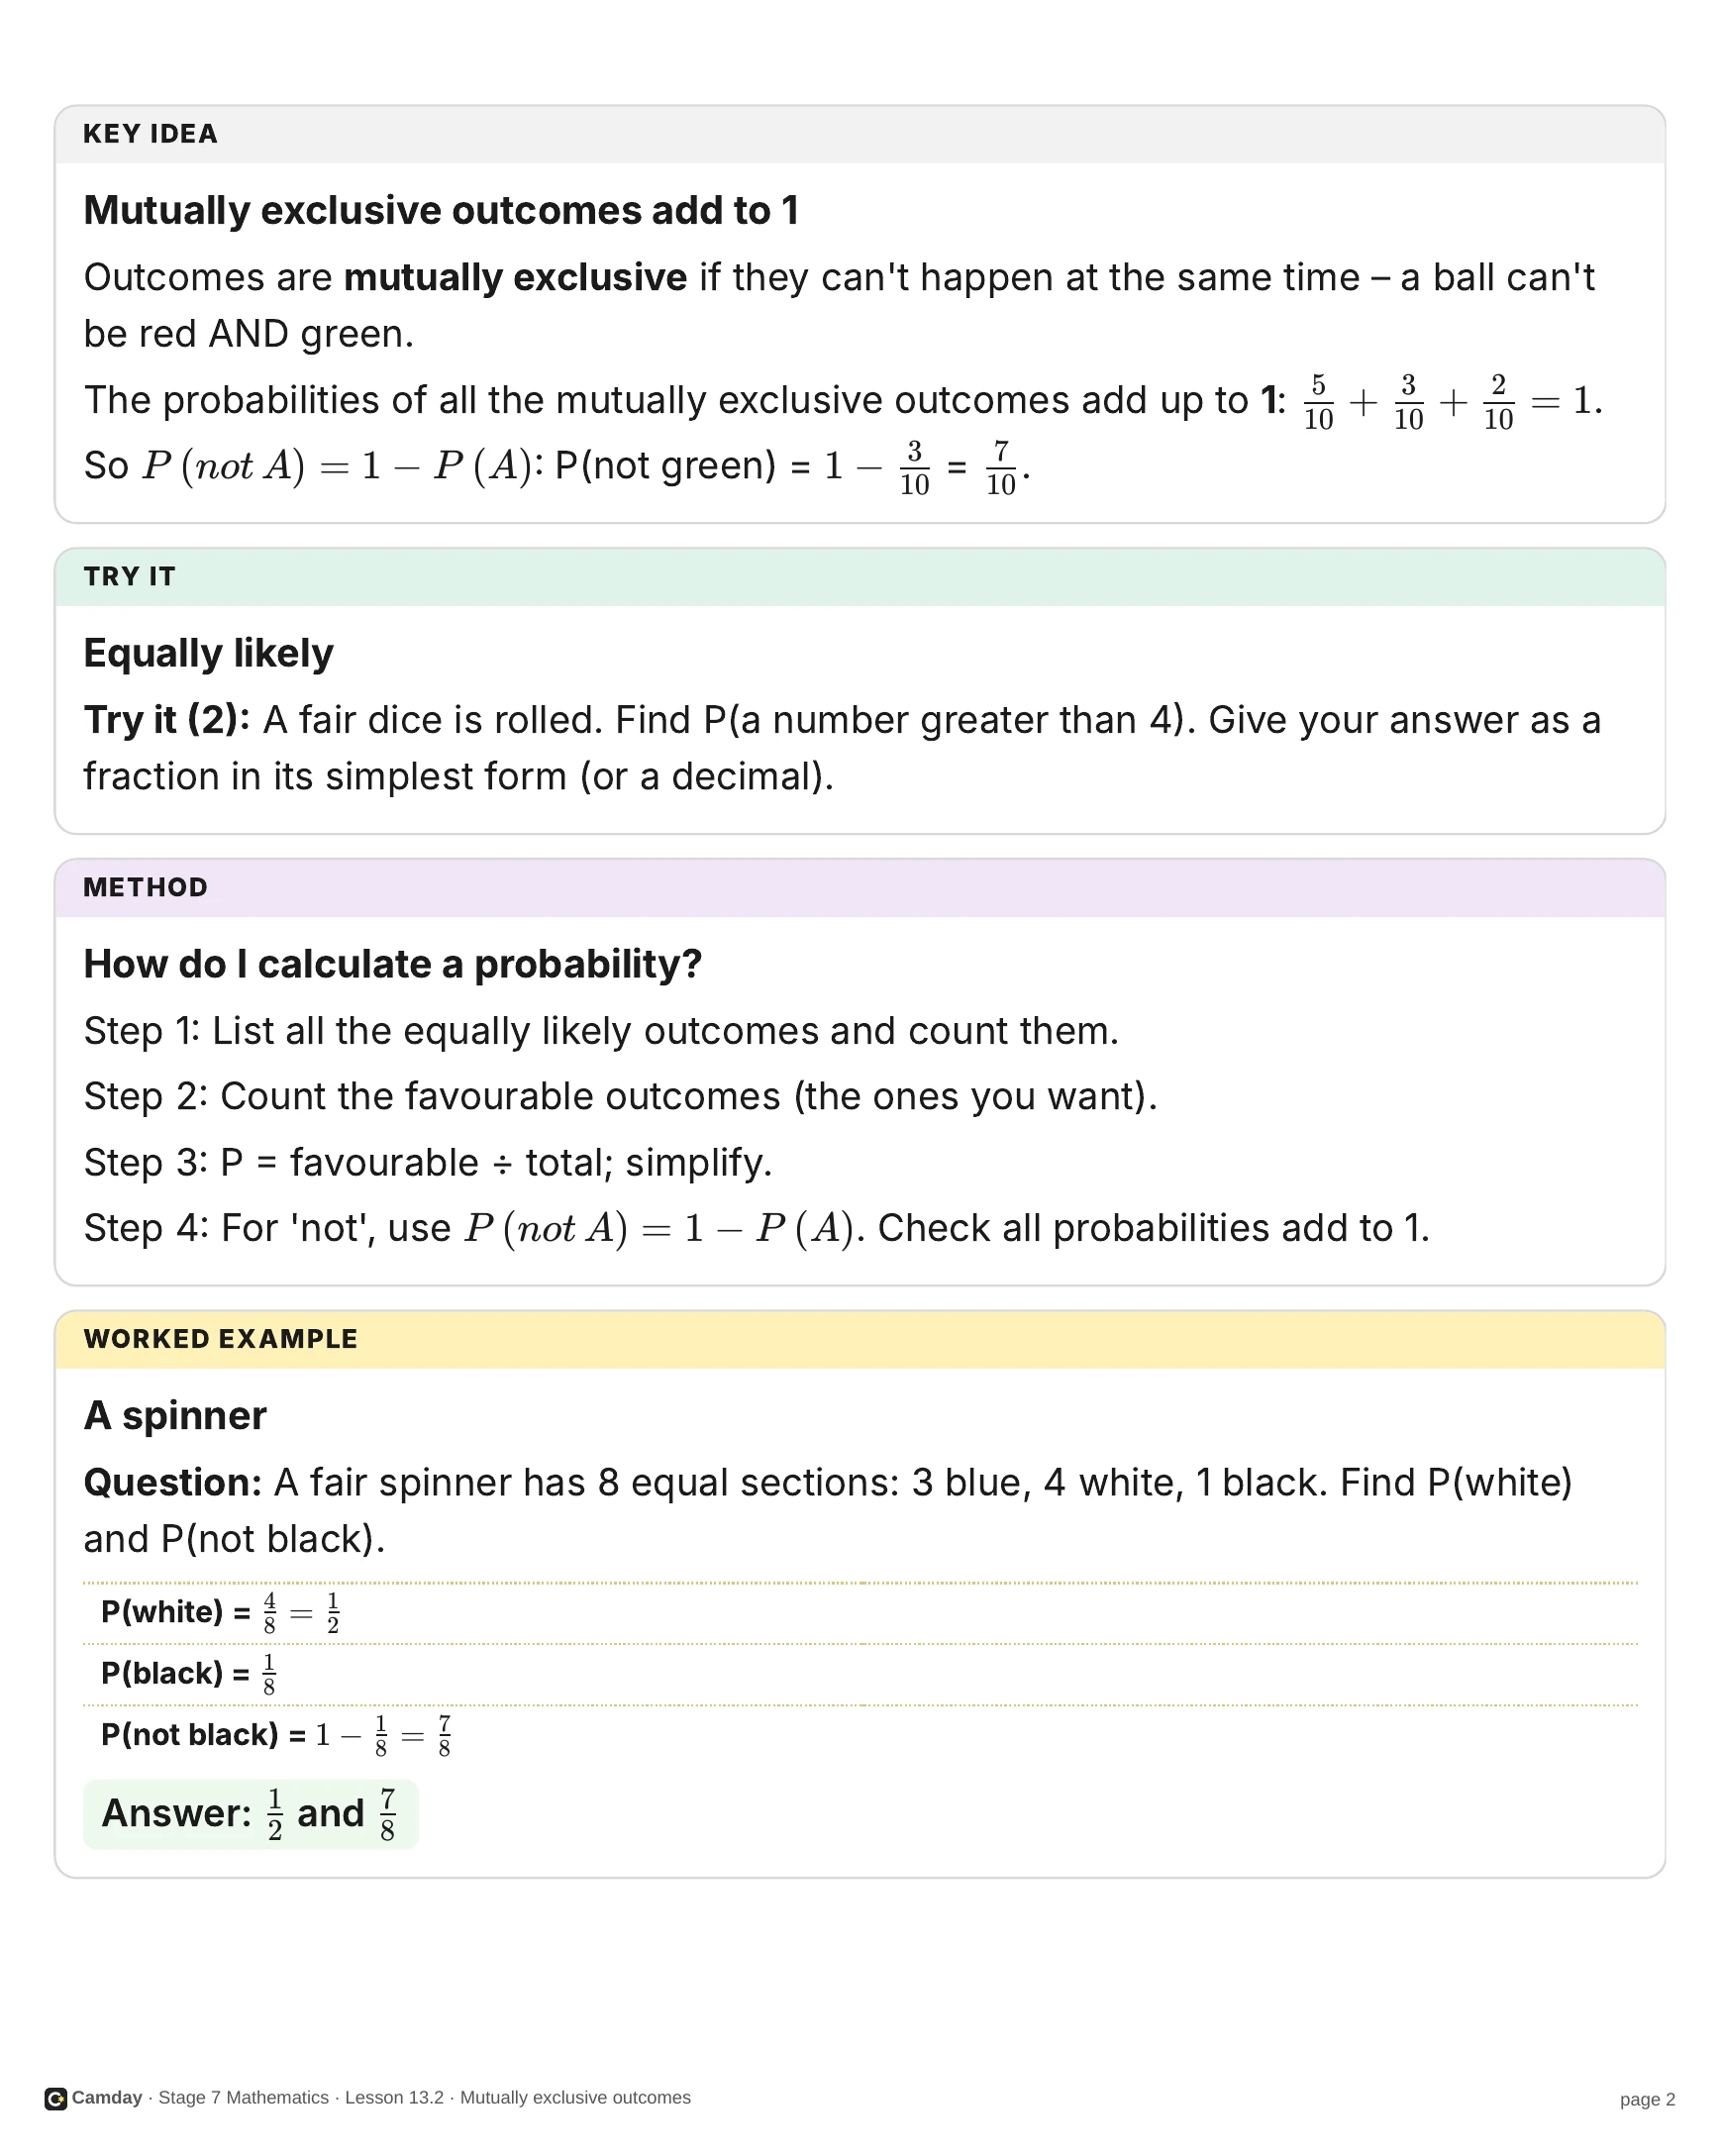 KEY IDEA
Mutually exclusive outcomes add to 1
Outcomes are mutually exclusive if they can't happen at the same time – a ball can't
be red AND green.
The probabilities of all the mutually exclusive outcomes add up to 1: 5/10 + 3/10 + 2/10 = 1.
So P (not A) = 1 − P (A): P(not green) = 1 − 3/10 = 7/10.
TRY IT
Equally likely
Try it (2): A fair dice is rolled. Find P(a number greater than 4). Give your answer as a
fraction in its simplest form (or a decimal).
METHOD
How do I calculate a probability?
Step 1: List all the equally likely outcomes and count them.
Step 2: Count the favourable outcomes (the ones you want).
Step 3: P = favourable ÷ total; simplify.
Step 4: For 'not', use P (not A) = 1 − P (A). Check all probabilities add to 1.
WORKED EXAMPLE
A spinner
Question: A fair spinner has 8 equal sections: 3 blue, 4 white, 1 black. Find P(white)
and P(not black).
P(white) = 4/8 = 1/2
P(black) = 1/8
P(not black) = 1 − 1/8 = 7/8
Answer: 1/2 and 7/8
Camday · Stage 7 Mathematics · Lesson 13.2 · Mutually exclusive outcomes
page 2